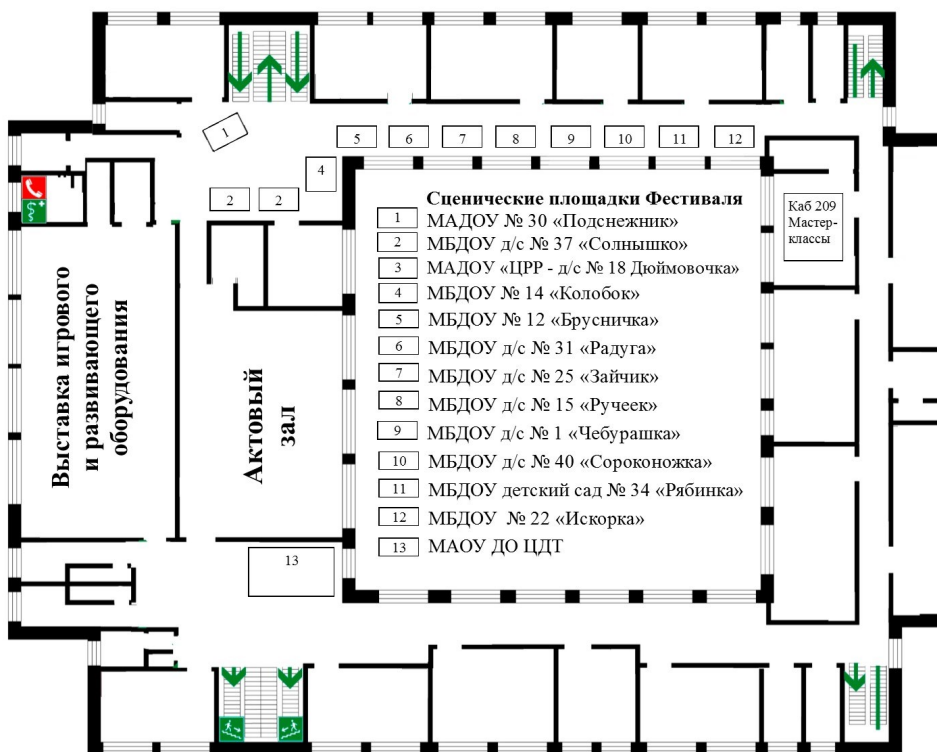 1
5 6 7 8 9 10 11 12
4
2 2
Сценические площадки Фестиваля
1 МАДОУ № 30 «Подснежник»
2 МБДОУ д/с № 37 «Солнышко
3 МАДОУ «ЦРР - д/с № 18 Дюймовочка»
4 МБДОУ № 14 «Колобок»
5 МБДОУ № 12 «Брусничка»
6 МБДОУ д/с № 31 «Радуга»
7 МБДОУ д/с № 25 «Зайчик»
8 МБДОУ д/с № 15 «Ручеек»
9 МБДОУ д/с № 1 «Чебурашка»
10 МБДОУ д/с № 40 «Сороконожка»
11 МБДОУ детский сад № 34 «Рябинка»
12 МБДОУ № 22 «Искорка»
13 МАОУ ДО ЦДТ
Каб 209
Мастер-
классы
Выставка игрового
и развивающего
оборудования
Актовый
зал
13